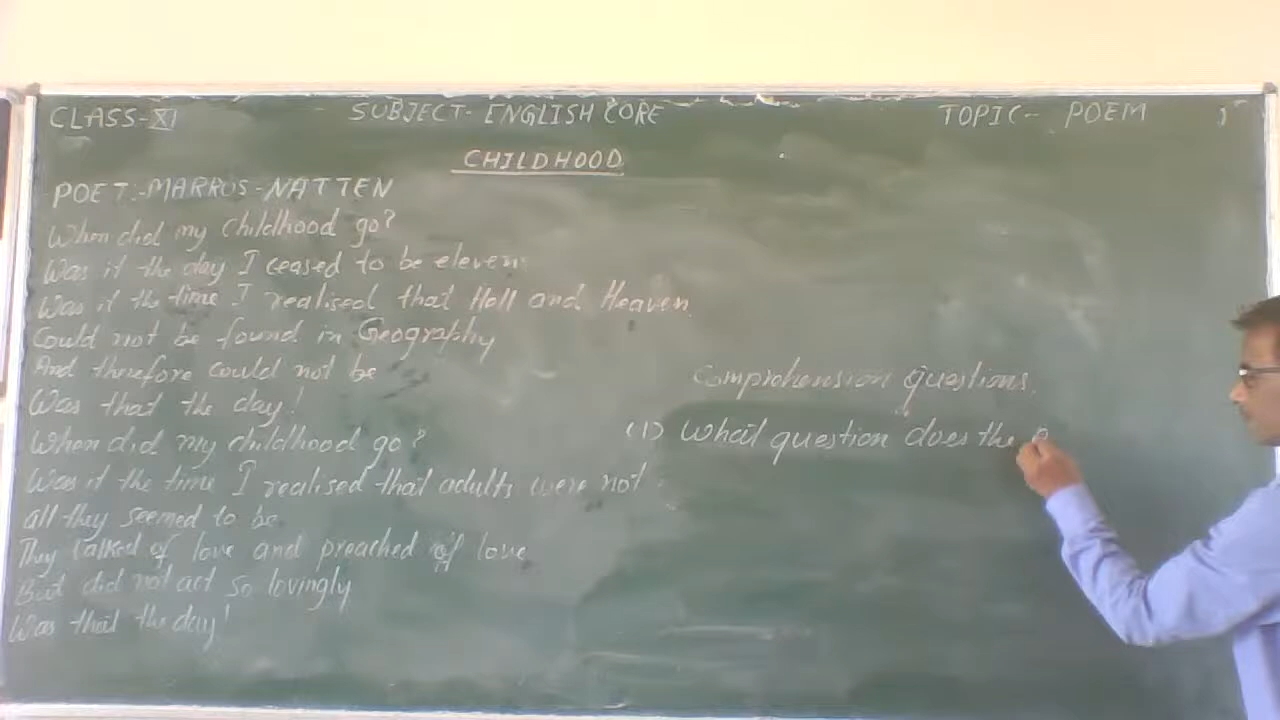 CLASS-XI SUBJECT-ENGLISH CORE TOPIC- POEM
CHILDHOOD
POET:-MARRUS-NATTEN
When did my childhood go?
Was it the day I ceased to be eleven
Was it the time I realised that Hell and Heaven
Could not be found in Geography
And therefore could not be
Was that the day!
When did my childhood go?
Was it the time I realised that adults were not
all they seemed to be
They talked of love and preached of love
But did not act so lovingly
Was that the day!
Comprehension questions.
(1) What question does the